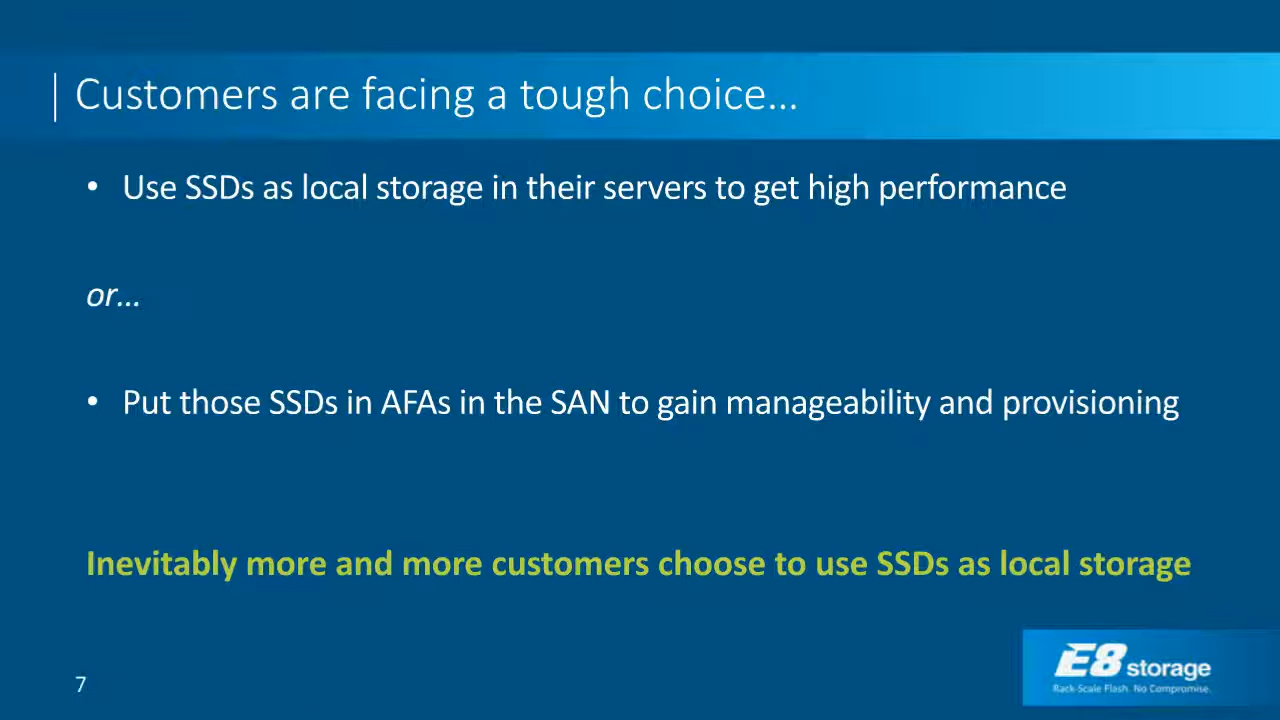 Customers are facing a tough choice…
• Use SSDs as local storage in their servers to get high performance
or…
• Put those SSDs in AFAs in the SAN to gain manageability and provisioning
Inevitably more and more customers choose to use SSDs as local storage
E8 storage
Rack-Scale Flash. No Compromise.
7